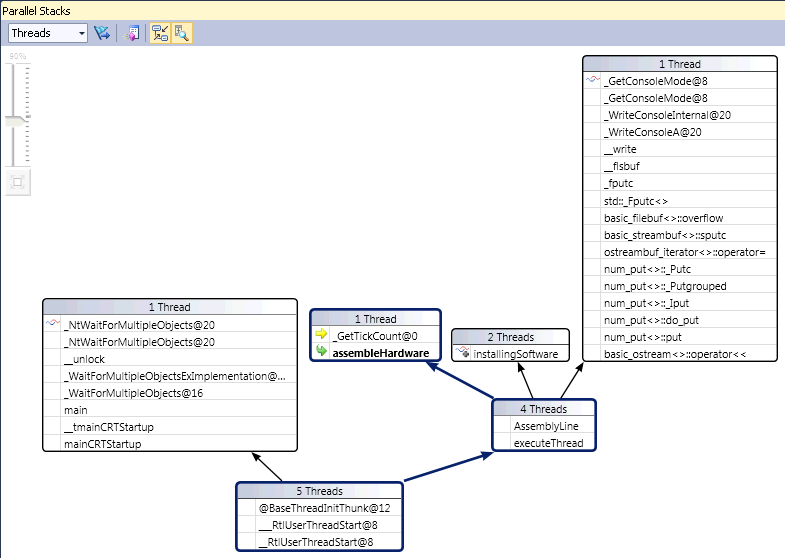 Parallel Stacks
Threads
90%
1 Thread
_GetConsoleMode@8
_GetConsoleMode@8
_WriteConsoleInternal@20
_WriteConsoleA@20
__write
__flsbuf
_fputc
std::_Fputc<>
basic_filebuf<>::overflow
basic_streambuf<>::sputc
ostreambuf_iterator<>::operator=
num_put<>::_Putc
num_put<>::_Putgrouped
num_put<>::_Iput
num_put<>::do_put
num_put<>::put
basic_ostream<>::operator<<
1 Thread
_NtWaitForMultipleObjects@20
_NtWaitForMultipleObjects@20
__unlock
_WaitForMultipleObjectsExImplementation@...
_WaitForMultipleObjects@16
main
__tmainCRTStartup
mainCRTStartup
1 Thread
_GetTickCount@0
assembleHardware
2 Threads
installingSoftware
4 Threads
AssemblyLine
executeThread
5 Threads
@BaseThreadInitThunk@12
___RtlUserThreadStart@8
__RtlUserThreadStart@8